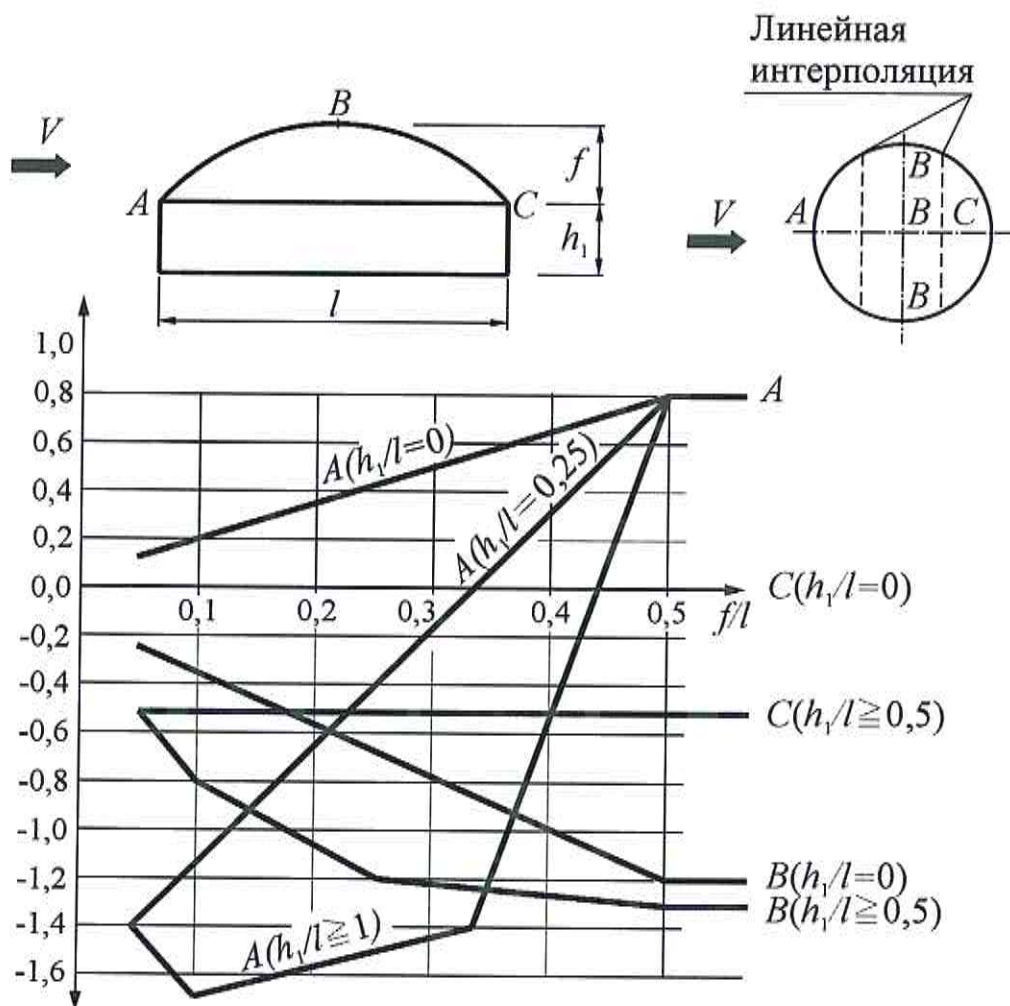 Линейная
интерполяция
V
B
f
A
C
h₁
l
V
A
B
B
C
B
1,0
0,8
0,6
0,4
0,2
0,0
-0,2
-0,4
-0,6
-0,8
-1,0
-1,2
-1,4
-1,6
0,1
0,2
0,3
0,4
0,5
f/l
A(h₁/l=0)
A(h₁/l=0,25)
A(h₁/l≧1)
A
C(h₁/l=0)
C(h₁/l≧0,5)
B(h₁/l=0)
B(h₁/l≧0,5)